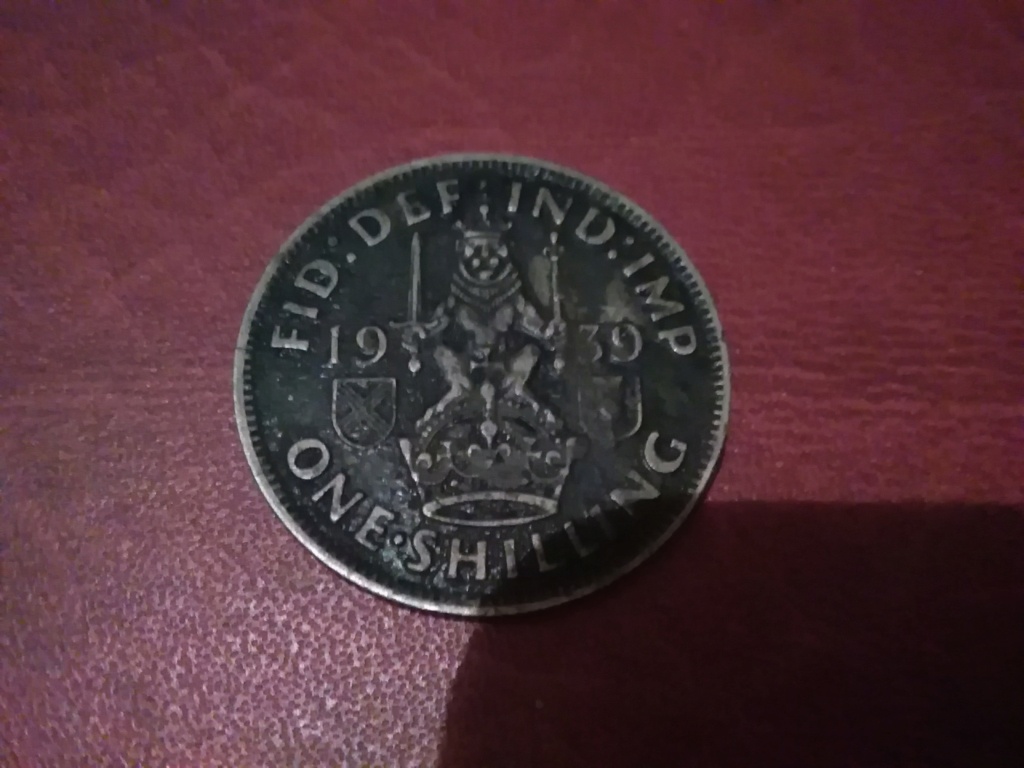 FID: DEF IND: IMP
19 39
ONE·SHILLING